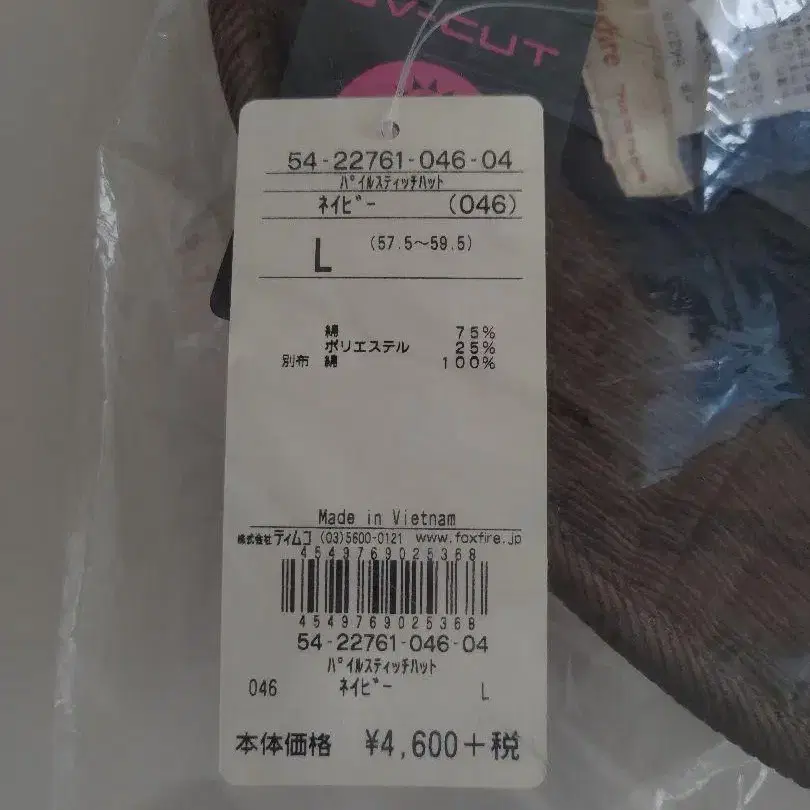 UV-CUT
54-22761-046-04
パイルスティッチハット
ネイビー (046)
L (57.5〜59.5)
綿 75%
ポリエステル 25%
別布 綿 100%
Made in Vietnam
株式会社 ティムコ (03)5600-0121 www.foxfire.jp
4549769025368
4549769025368
54-22761-046-04
パイルスティッチハット
046 ネイビー L
本体価格 ¥4,600+税